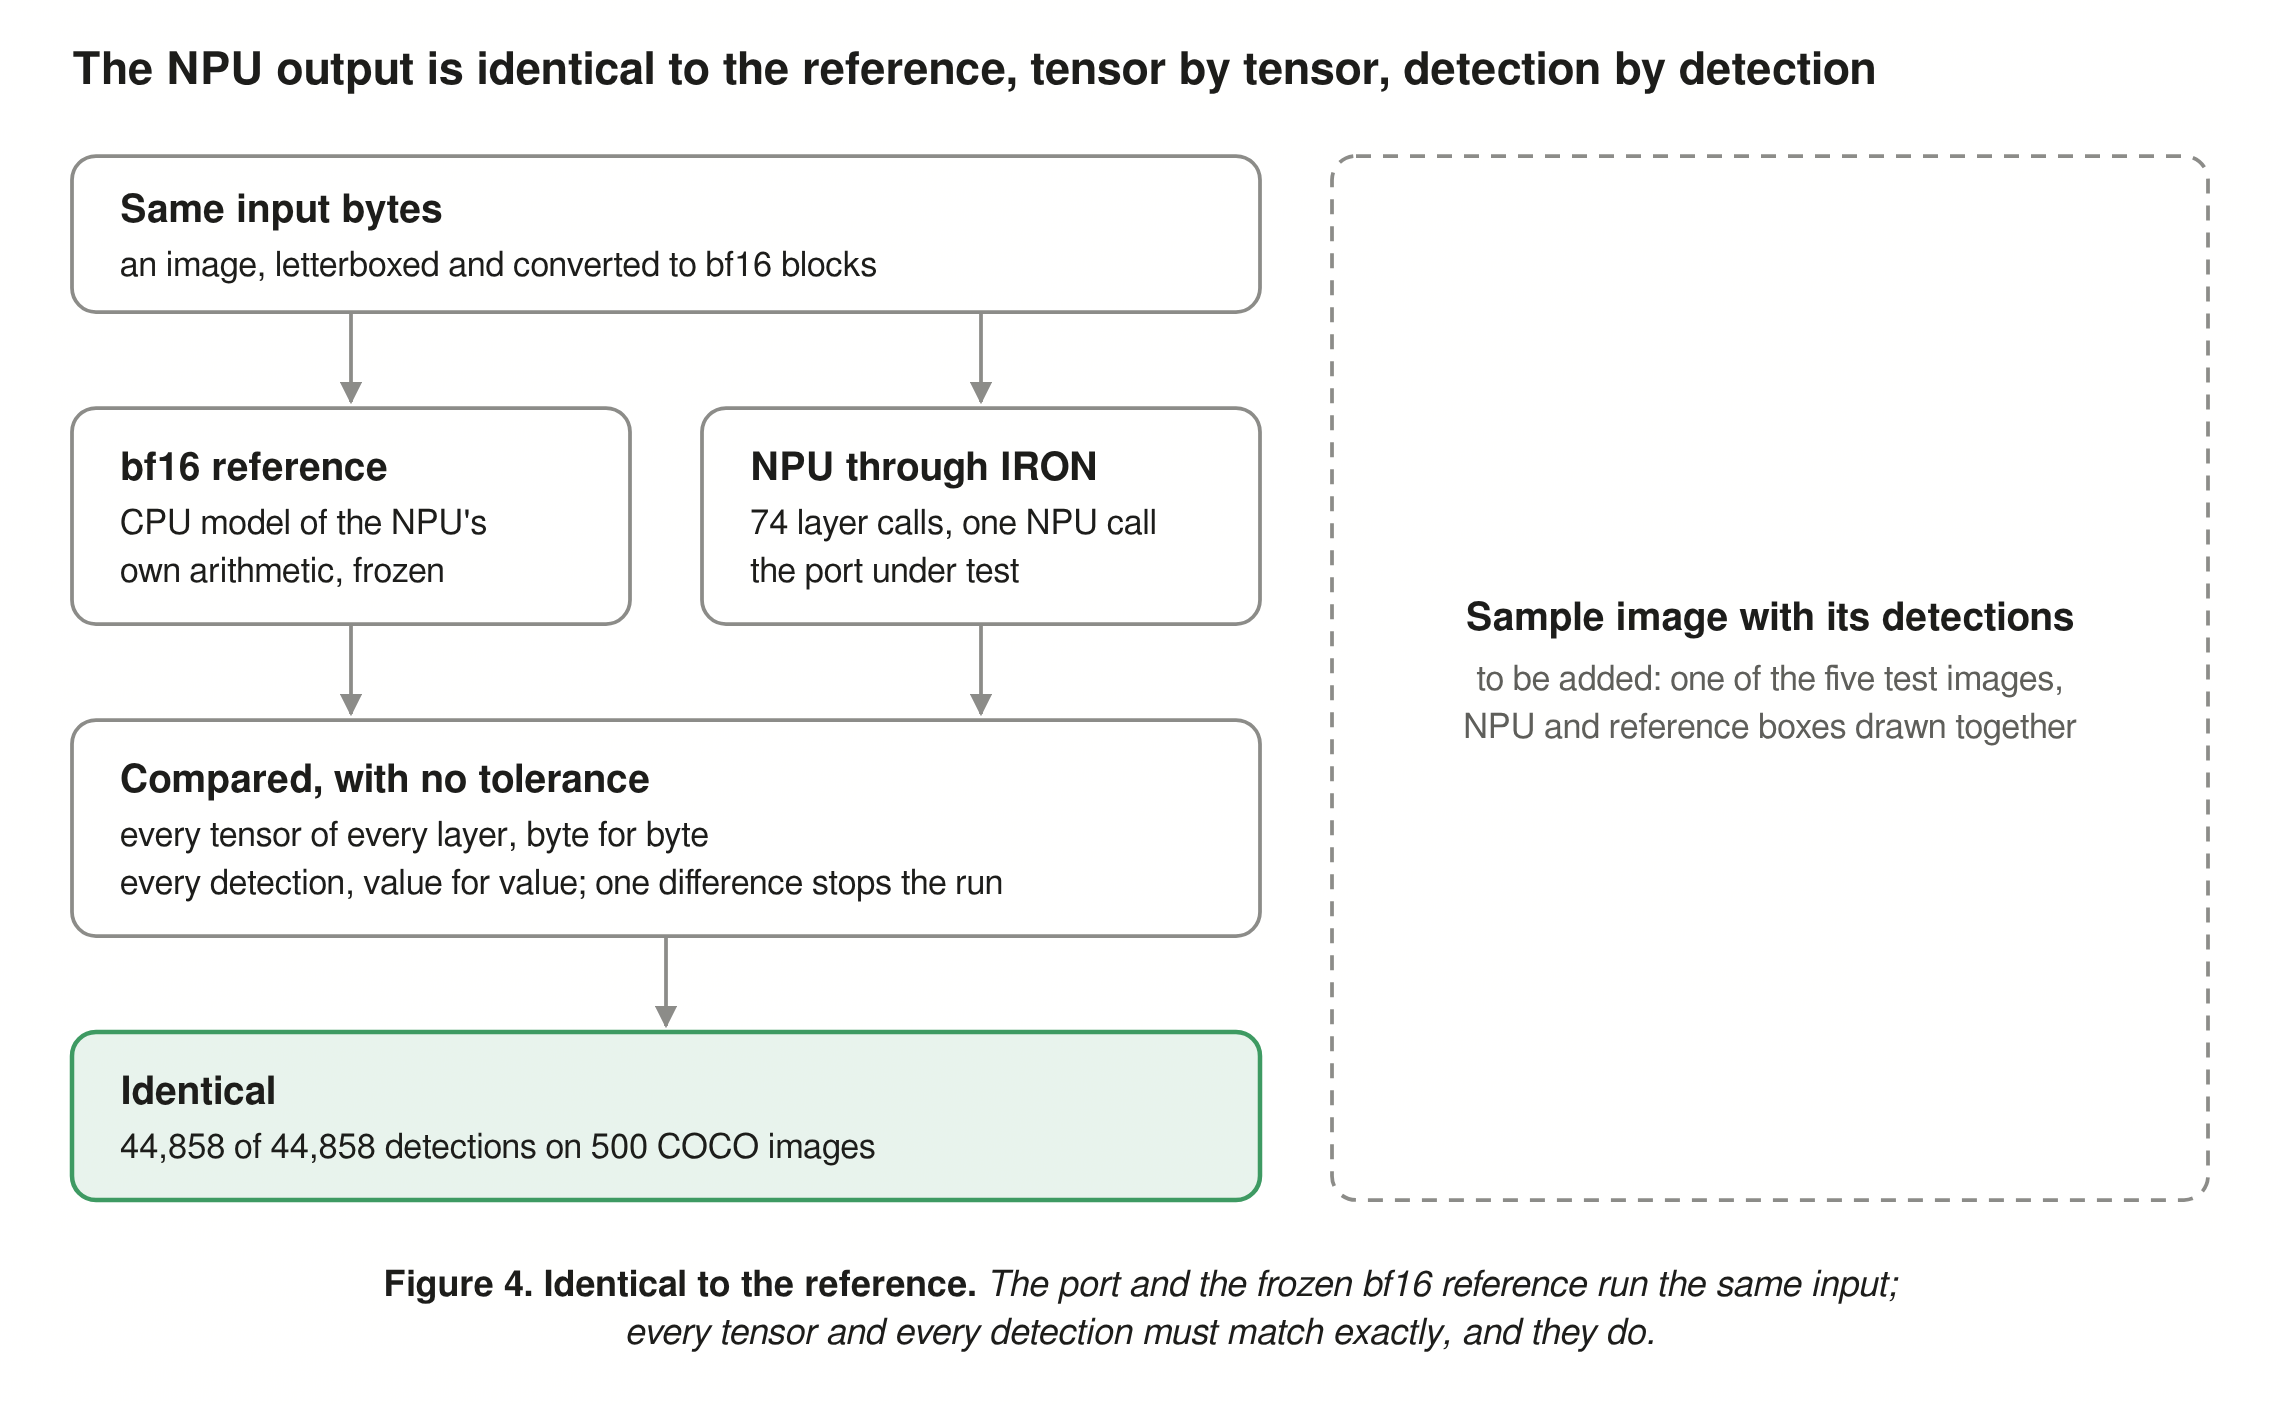 The NPU output is identical to the reference, tensor by tensor, detection by detection
Same input bytes
an image, letterboxed and converted to bf16 blocks
bf16 reference
CPU model of the NPU's
own arithmetic, frozen
NPU through IRON
74 layer calls, one NPU call
the port under test
Compared, with no tolerance
every tensor of every layer, byte for byte
every detection, value for value; one difference stops the run
Identical
44,858 of 44,858 detections on 500 COCO images
Sample image with its detections
to be added: one of the five test images,
NPU and reference boxes drawn together
Figure 4. Identical to the reference. The port and the frozen bf16 reference run the same input;
every tensor and every detection must match exactly, and they do.